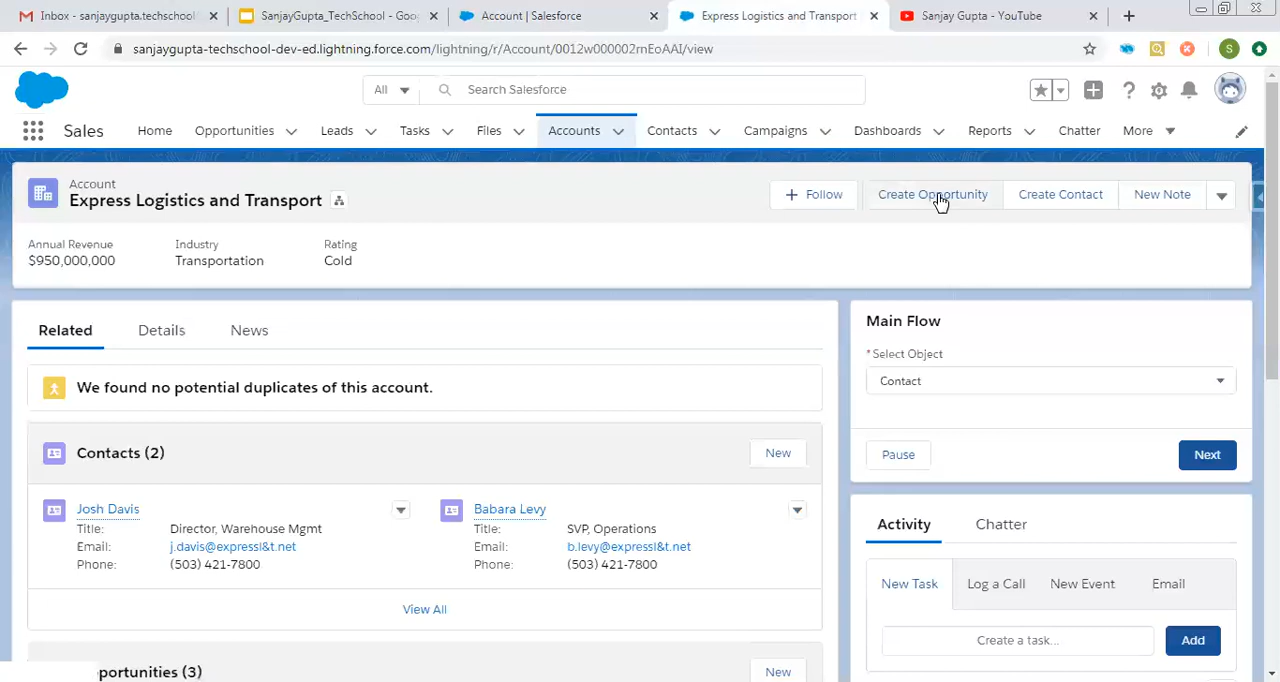 Inbox - sanjaygupta.techschool
SanjayGupta_TechSchool - Goo
Account | Salesforce
Express Logistics and Transport
Sanjay Gupta - YouTube
sanjaygupta-techschool-dev-ed.lightning.force.com/lightning/r/Account/0012w000002rnEoAAI/view
S
All
Search Salesforce
Sales
Home
Opportunities
Leads
Tasks
Files
Accounts
Contacts
Campaigns
Dashboards
Reports
Chatter
More
Account
Express Logistics and Transport
+ Follow
Create Opportunity
Create Contact
New Note
Annual Revenue
Industry
Rating
$950,000,000
Transportation
Cold
Related
Details
News
We found no potential duplicates of this account.
Contacts (2)
New
Josh Davis
Title: Director, Warehouse Mgmt
Email: j.davis@expressl&t.net
Phone: (503) 421-7800
Babara Levy
Title: SVP, Operations
Email: b.levy@expressl&t.net
Phone: (503) 421-7800
View All
pportunities (3)
New
Main Flow
*Select Object
Contact
Pause
Next
Activity
Chatter
New Task
Log a Call
New Event
Email
Create a task...
Add